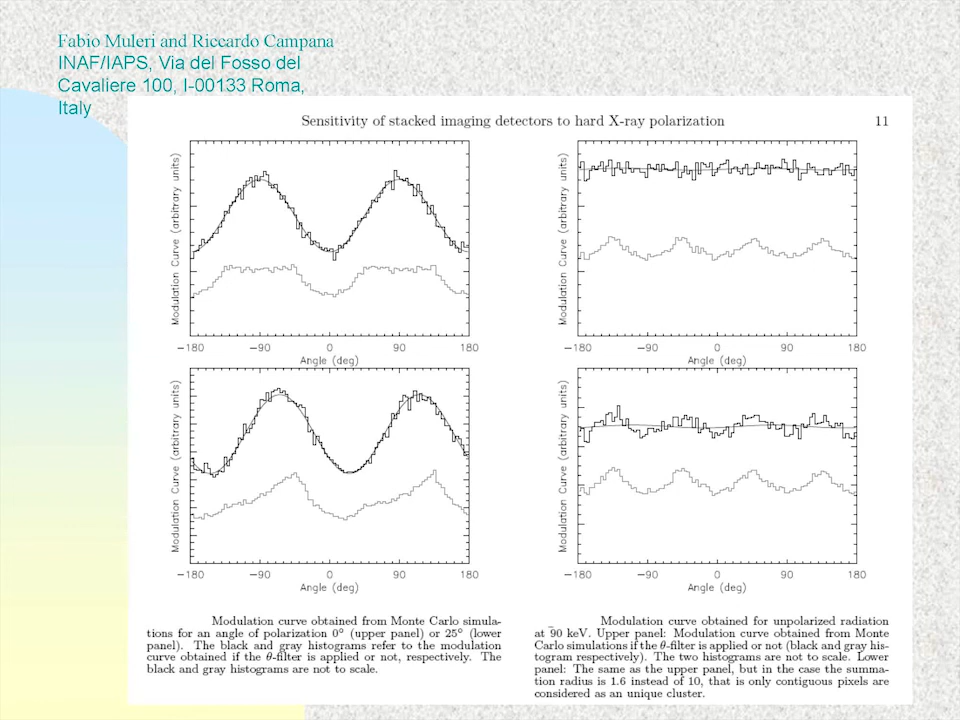 Fabio Muleri and Riccardo Campana
INAF/IAPS, Via del Fosso del
Cavaliere 100, I-00133 Roma,
Italy
Sensitivity of stacked imaging detectors to hard X-ray polarization 11
Modulation Curve (arbitrary units)
−180 −90 0 90 180
Angle (deg)
Modulation Curve (arbitrary units)
−180 −90 0 90 180
Angle (deg)
Modulation Curve (arbitrary units)
−180 −90 0 90 180
Angle (deg)
Modulation Curve (arbitrary units)
−180 −90 0 90 180
Angle (deg)
Modulation curve obtained from Monte Carlo simula-
tions for an angle of polarization 0° (upper panel) or 25° (lower
panel). The black and gray histograms refer to the modulation
curve obtained if the θ-filter is applied or not, respectively. The
black and gray histograms are not to scale.
Modulation curve obtained for unpolarized radiation
at 90 keV. Upper panel: Modulation curve obtained from Monte
Carlo simulations if the θ-filter is applied or not (black and gray his-
togram respectively). The two histograms are not to scale. Lower
panel: The same as the upper panel, but in the case the summa-
tion radius is 1.6 instead of 10, that is only contiguous pixels are
considered as an unique cluster.